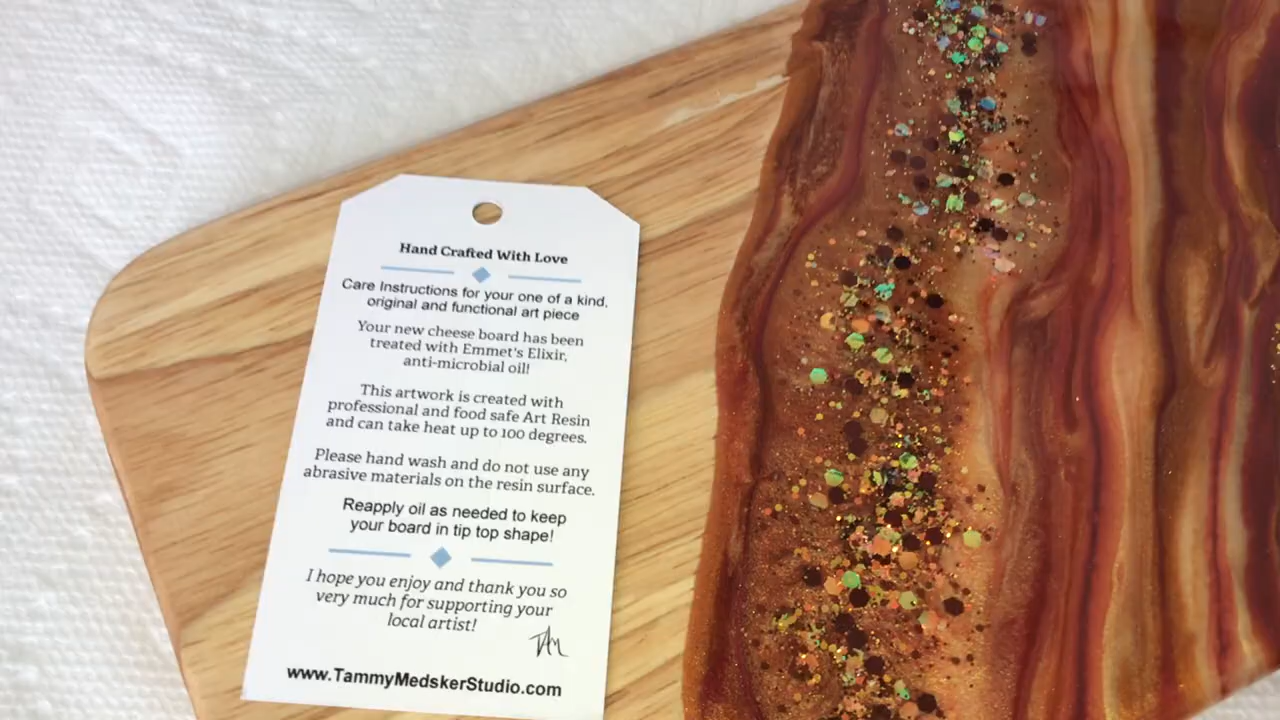 Hand Crafted With Love
Care Instructions for your one of a kind,
original and functional art piece
Your new cheese board has been
treated with Emmet's Elixir,
anti-microbial oil!
This artwork is created with
professional and food safe Art Resin
and can take heat up to 100 degrees.
Please hand wash and do not use any
abrasive materials on the resin surface.
Reapply oil as needed to keep
your board in tip top shape!
I hope you enjoy and thank you so
very much for supporting your
local artist!
TAM
www.TammyMedskerStudio.com